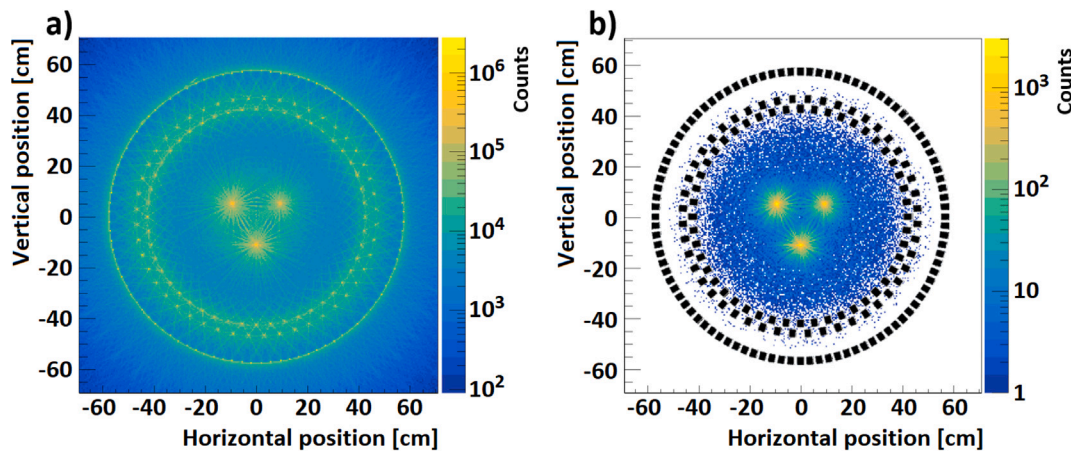 a)
Vertical position [cm]
60
40
20
0
-20
-40
-60
-60 -40 -20 0 20 40 60
Horizontal position [cm]
Counts
10^6
10^5
10^4
10^3
10^2
b)
Vertical position [cm]
60
40
20
0
-20
-40
-60
-60 -40 -20 0 20 40 60
Horizontal position [cm]
Counts
10^3
10^2
10
1